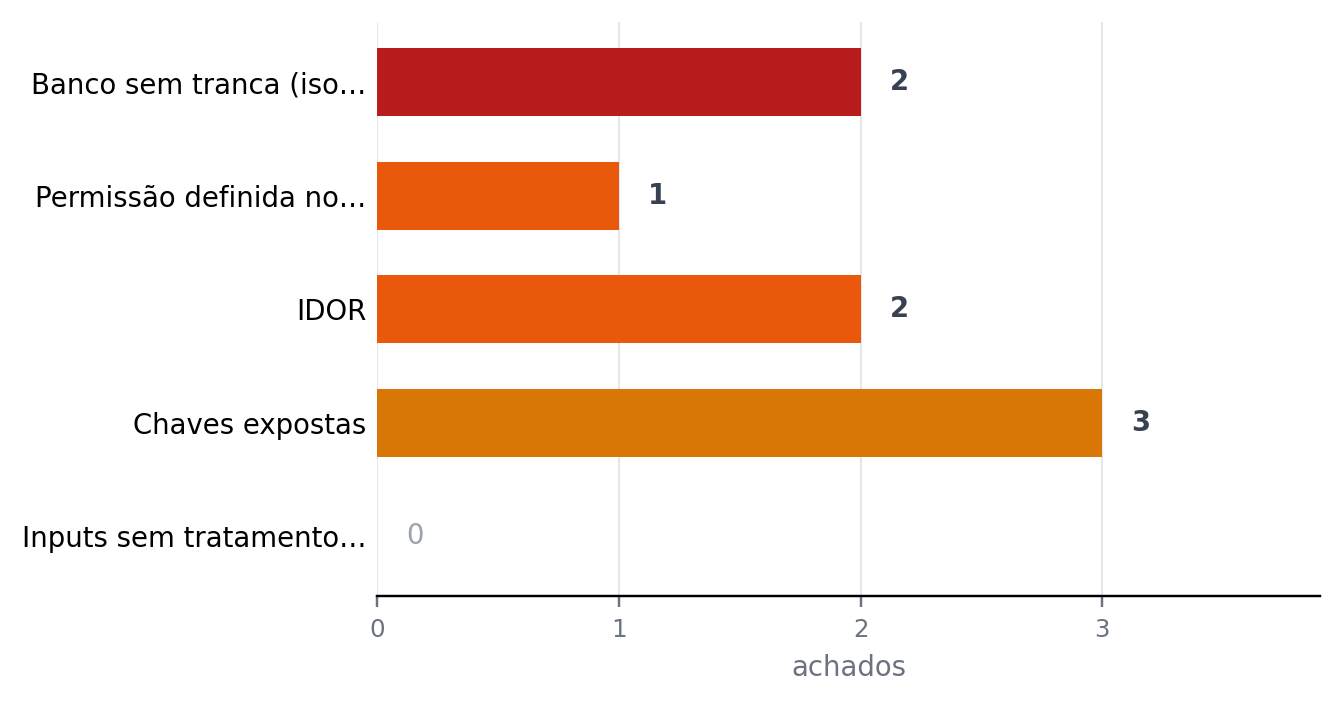 Banco sem tranca (iso...
2
Permissão definida no...
1
IDOR
2
Chaves expostas
3
Inputs sem tratamento...
0
0 1 2 3
achados